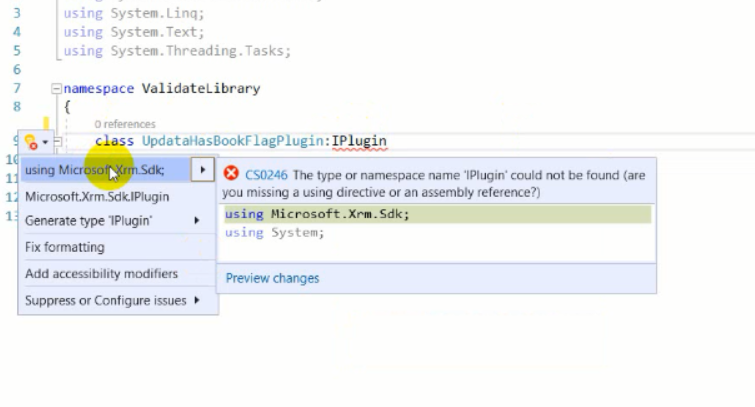 3 using System.Linq;
4 using System.Text;
5 using System.Threading.Tasks;
6
7 namespace ValidateLibrary
8 {
0 references
9 class UpdataHasBookFlagPlugin:IPlugin
10
11
12
13
using Microsoft.Xrm.Sdk;
Microsoft.Xrm.Sdk.IPlugin
Generate type 'IPlugin'
Fix formatting
Add accessibility modifiers
Suppress or Configure issues
CS0246 The type or namespace name 'IPlugin' could not be found (are
you missing a using directive or an assembly reference?)
using Microsoft.Xrm.Sdk;
using System;
Preview changes